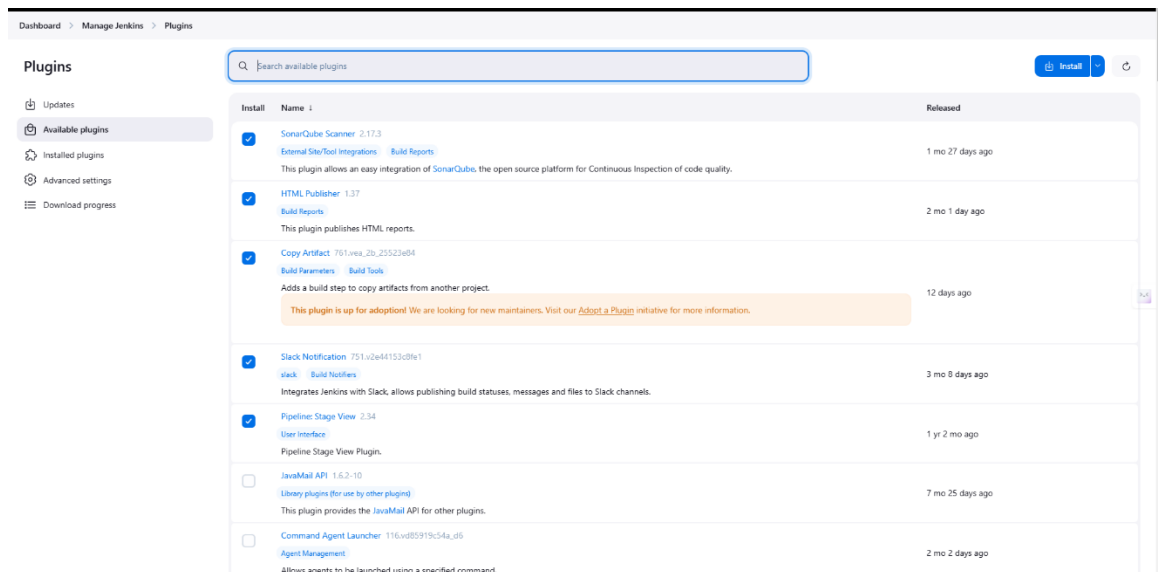 Dashboard > Manage Jenkins > Plugins
Plugins
Search available plugins
Install
Updates
Available plugins
Installed plugins
Advanced settings
Download progress
Install Name ↓ Released
SonarQube Scanner 2.17.3
External Site/Tool Integrations Build Reports
This plugin allows an easy integration of SonarQube, the open source platform for Continuous Inspection of code quality.
1 mo 27 days ago
HTML Publisher 1.37
Build Reports
This plugin publishes HTML reports.
2 mo 1 day ago
Copy Artifact 761.vea_2b_25523e84
Build Parameters Build Tools
Adds a build step to copy artifacts from another project.
This plugin is up for adoption! We are looking for new maintainers. Visit our Adopt a Plugin initiative for more information.
12 days ago
Slack Notification 751.v2e44153c8fe1
slack Build Notifiers
Integrates Jenkins with Slack, allows publishing build statuses, messages and files to Slack channels.
3 mo 8 days ago
Pipeline: Stage View 2.34
User Interface
Pipeline Stage View Plugin.
1 yr 2 mo ago
JavaMail API 1.6.2-10
Library plugins (for use by other plugins)
This plugin provides the JavaMail API for other plugins.
7 mo 25 days ago
Command Agent Launcher 116.vd85919c54a_d6
Agent Management
Allows agents to be launched using a specified command.
2 mo 2 days ago